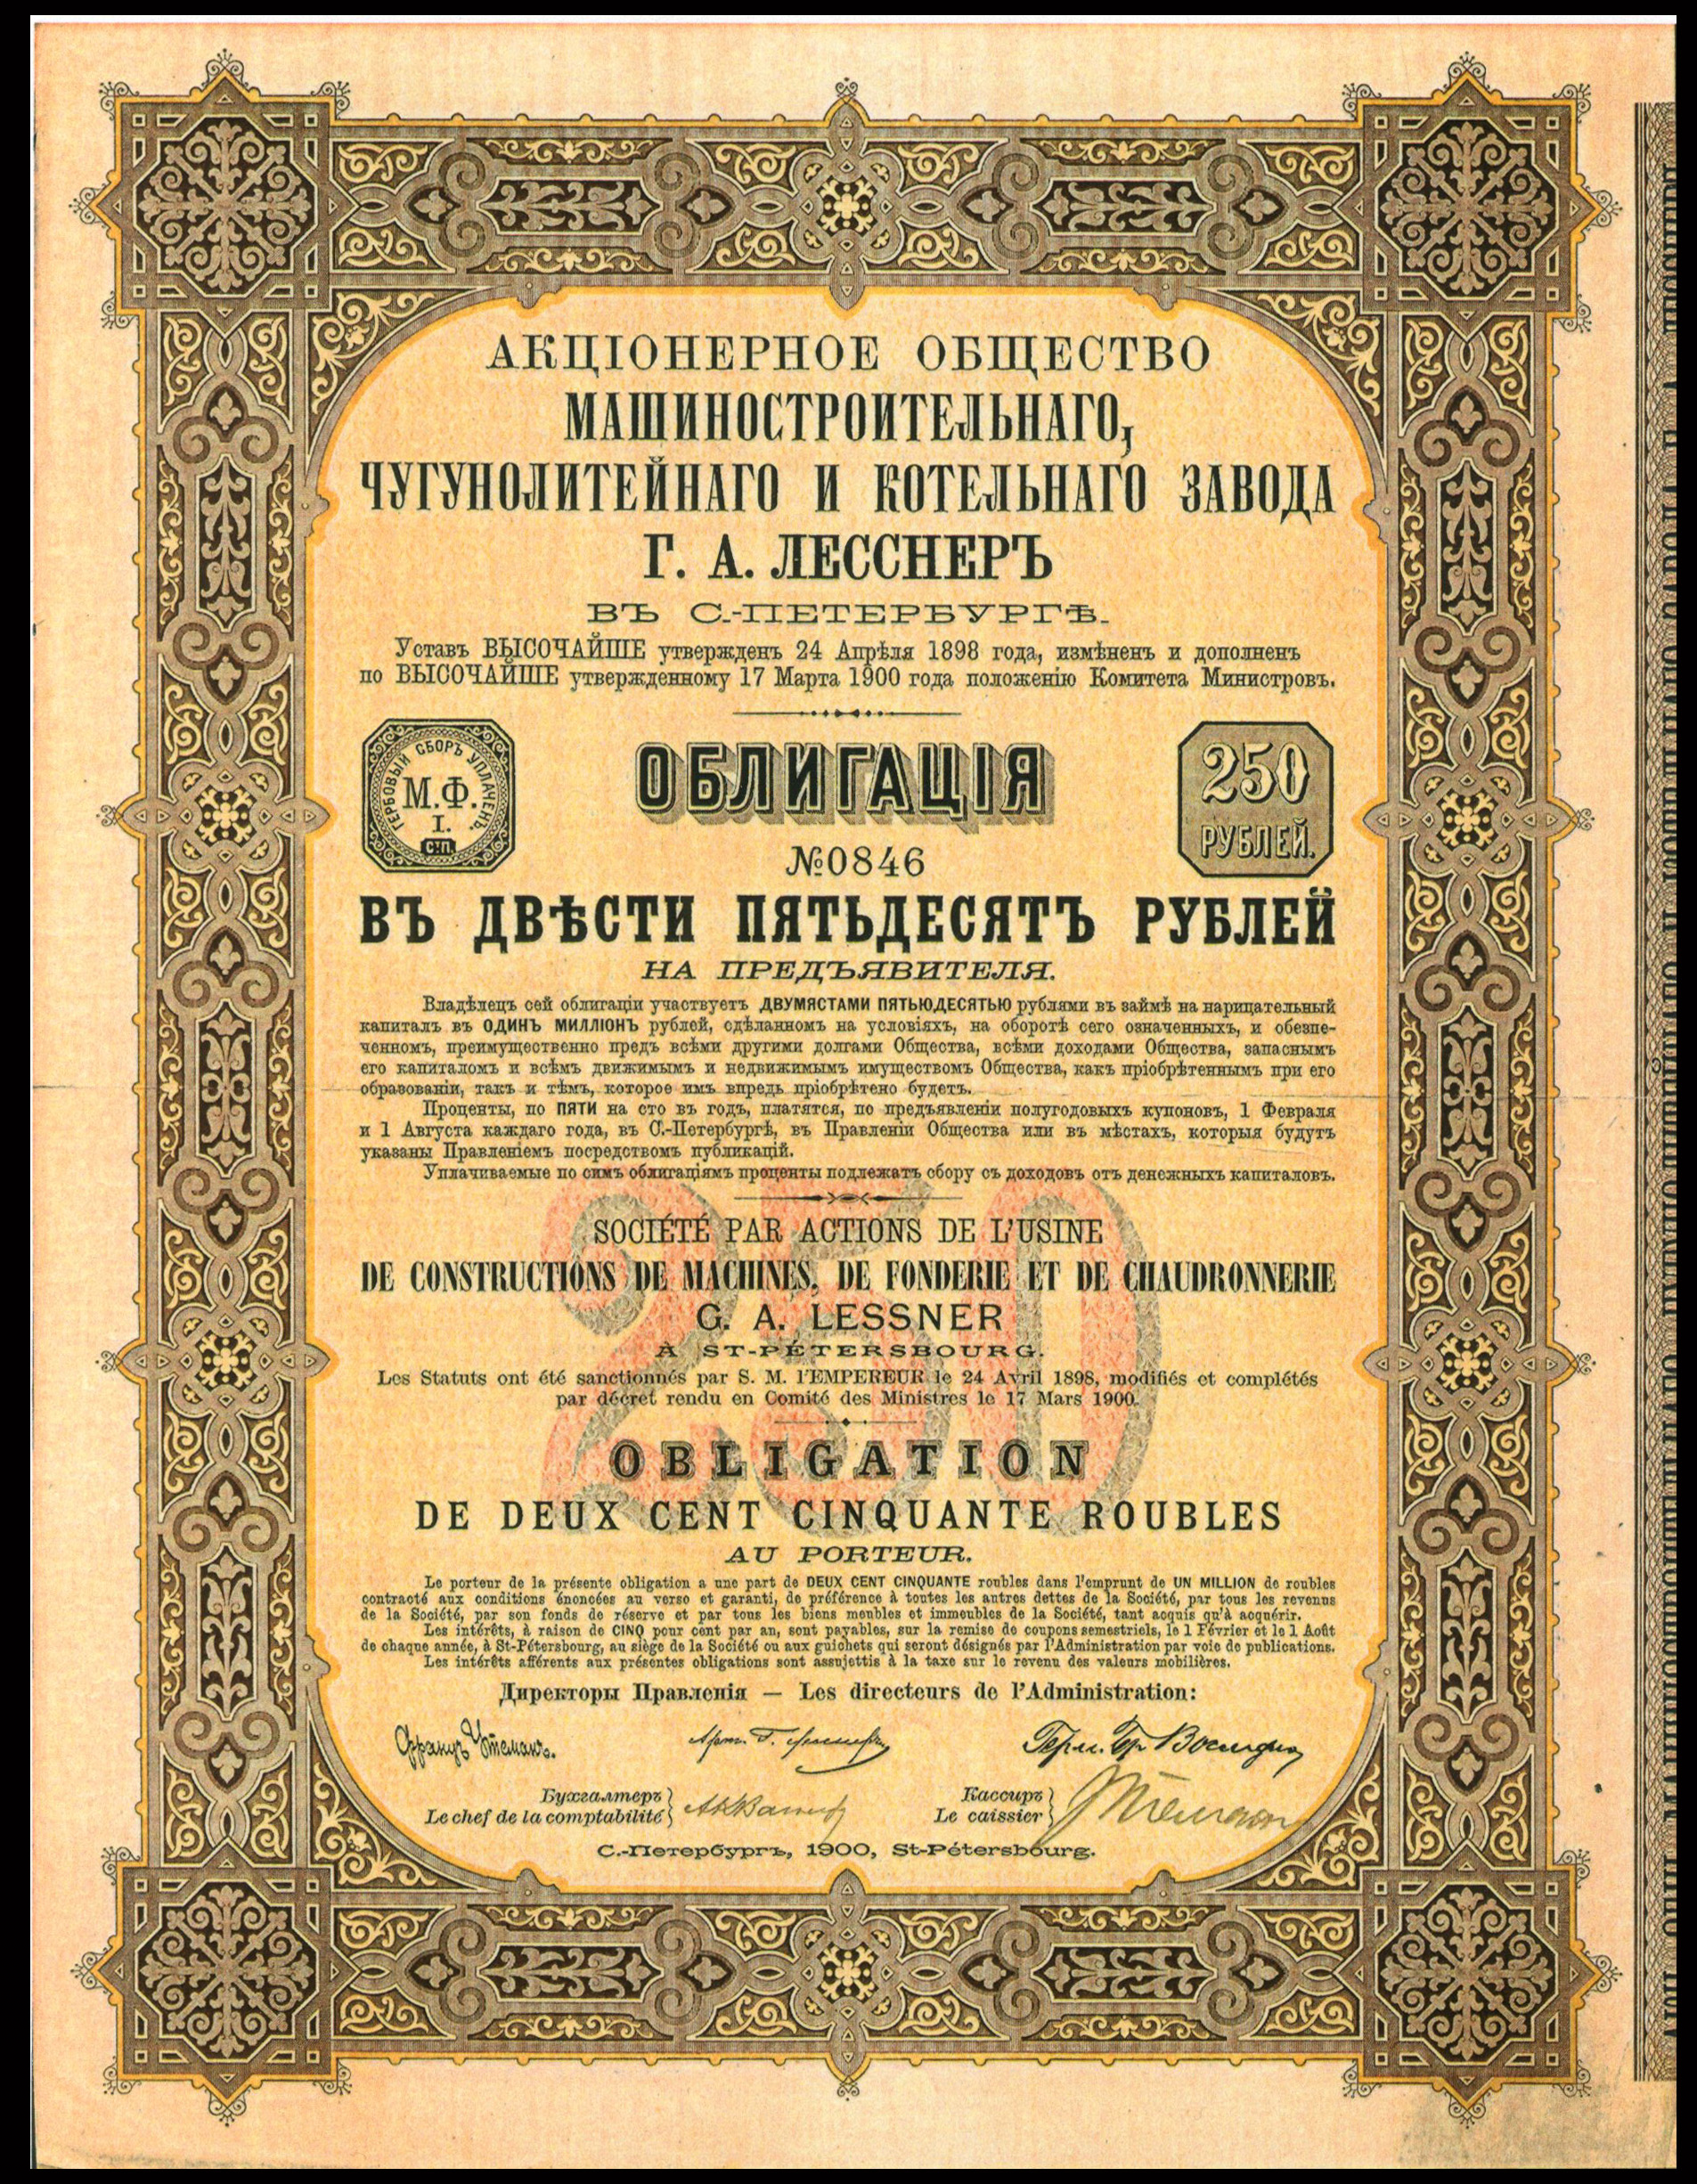 АКЦІОНЕРНОЕ ОБЩЕСТВО
МАШИНОСТРОИТЕЛЬНАГО,
ЧУГУНОЛИТЕЙНАГО И КОТЕЛЬНАГО ЗАВОДА
Г. А. ЛЕССНЕРЪ
ВЪ С.-ПЕТЕРБУРГѢ.
Уставъ ВЫСОЧАЙШЕ утвержденъ 24 Апрѣля 1898 года, измѣненъ и дополненъ
по ВЫСОЧАЙШЕ утвержденному 17 Марта 1900 года положенію Комитета Министровъ.
ГЕРБОВЫЙ СБОРЪ УПЛАЧЕНЪ.
М.Ф.
I.
С.П.
ОБЛИГАЦІЯ
250
РУБЛЕЙ.
№0846
ВЪ ДВѢСТИ ПЯТЬДЕСЯТЪ РУБЛЕЙ
НА ПРЕДЪЯВИТЕЛЯ.
Владѣлецъ сей облигаціи участвуетъ ДВУМЯСТАМИ ПЯТЬЮДЕСЯТЬЮ рублями въ займѣ на нарицательный
капиталъ въ ОДИНЪ МИЛЛІОНЪ рублей, сдѣланномъ на условіяхъ, на оборотѣ сего означенныхъ, и обезпе-
ченномъ, преимущественно предъ всѣми другими долгами Общества, всѣми доходами Общества, запаснымъ
его капиталомъ и всѣмъ движимымъ и недвижимымъ имуществомъ Общества, какъ пріобрѣтеннымъ при его
образованіи, такъ и тѣмъ, которое имъ впредь пріобрѣтено будетъ.
Проценты, по ПЯТИ на сто въ годъ, платятся, по предъявленіи полугодовыхъ купоновъ, 1 Февраля
и 1 Августа каждаго года, въ С.-Петербургѣ, въ Правленіи Общества или въ мѣстахъ, которыя будутъ
указаны Правленіемъ посредствомъ публикацій.
Уплачиваемые по симъ облигаціямъ проценты подлежатъ сбору съ доходовъ отъ денежныхъ капиталовъ.
250
SOCIÉTÉ PAR ACTIONS DE L'USINE
DE CONSTRUCTIONS DE MACHINES, DE FONDERIE ET DE CHAUDRONNERIE
G. A. LESSNER
À ST-PÉTERSBOURG.
Les Statuts ont été sanctionnés par S. M. l'EMPEREUR le 24 Avril 1898, modifiés et complétés
par décret rendu en Comité des Ministres le 17 Mars 1900.
OBLIGATION
DE DEUX CENT CINQUANTE ROUBLES
AU PORTEUR.
Le porteur de la présente obligation a une part de DEUX CENT CINQUANTE roubles dans l'emprunt de UN MILLION de roubles
contracté aux conditions énoncées au verso et garanti, de préférence à toutes les autres dettes de la Société, par tous les revenus
de la Société, par son fonds de réserve et par tous les biens meubles et immeubles de la Société, tant acquis qu'à acquérir.
Les intérêts, à raison de CINQ pour cent par an, sont payables, sur la remise de coupons semestriels, le 1 Février et le 1 Août
de chaque année, à St-Pétersbourg, au siège de la Société ou aux guichets qui seront désignés par l'Administration par voie de publications.
Les intérêts afférents aux présentes obligations sont assujettis à la taxe sur le revenu des valeurs mobilières.
Директоры Правленія — Les directeurs de l'Administration:
Францъ Утеманъ.
Бухгалтеръ
Le chef de la comptabilité
Кассиръ
Le caissier
С.-Петербургъ, 1900, St-Pétersbourg.